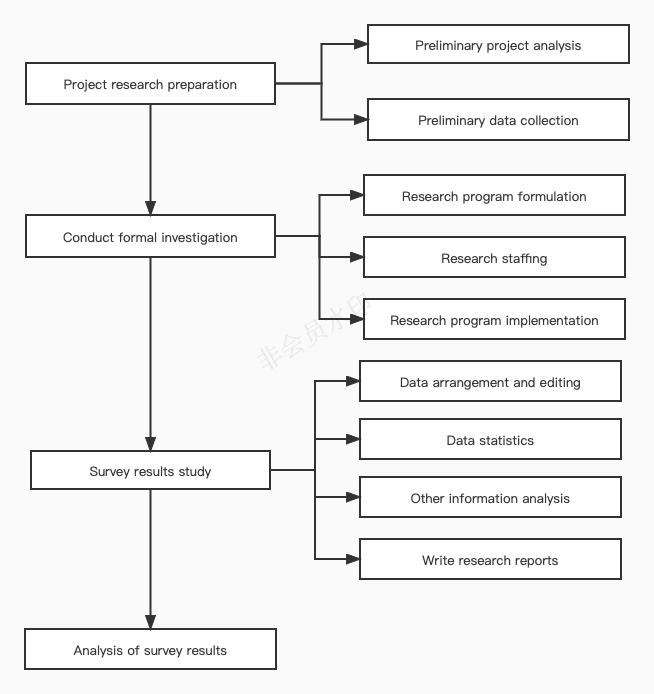 Preliminary project analysis
Project research preparation
Preliminary data collection
Research program formulation
Conduct formal investigation
Research staffing
Research program implementation
非会员水印
Data arrangement and editing
Data statistics
Survey results study
Other information analysis
Write research reports
Analysis of survey results